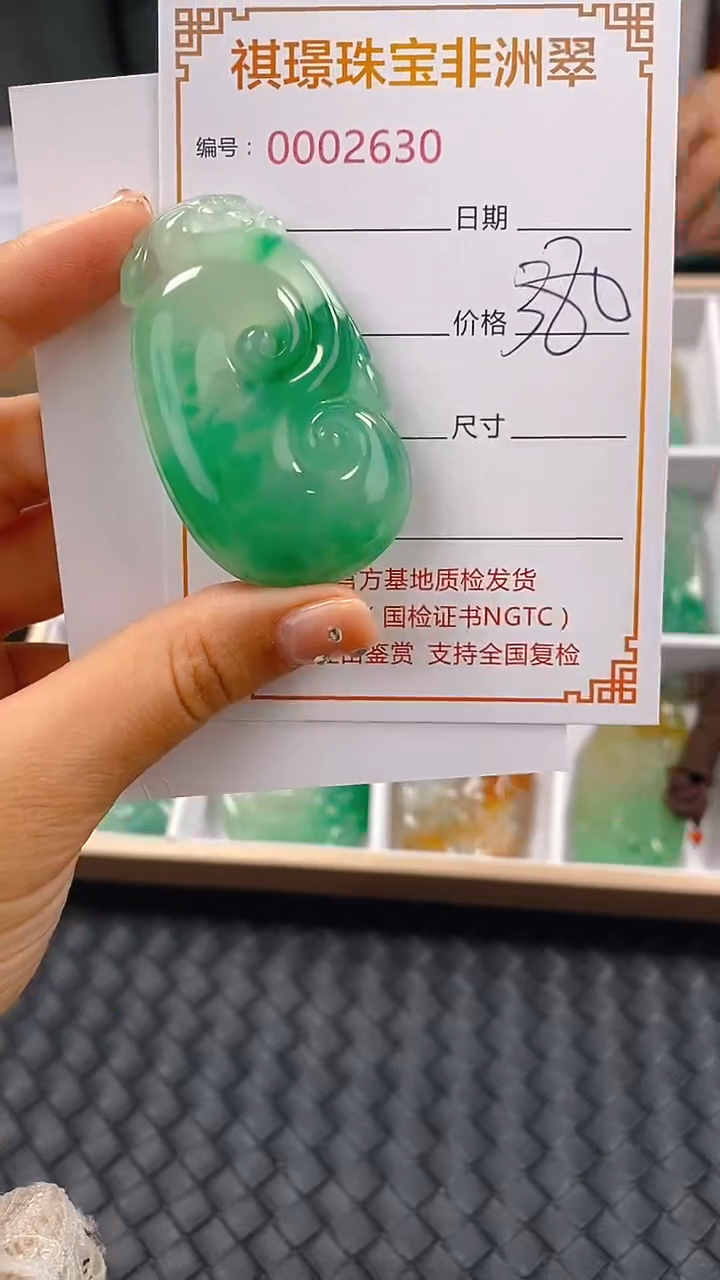 祺璟珠宝非洲翠
编号：0002630
日期
价格
尺寸
官方基地质检发货
（国检证书NGTC）
鉴赏 支持全国复检